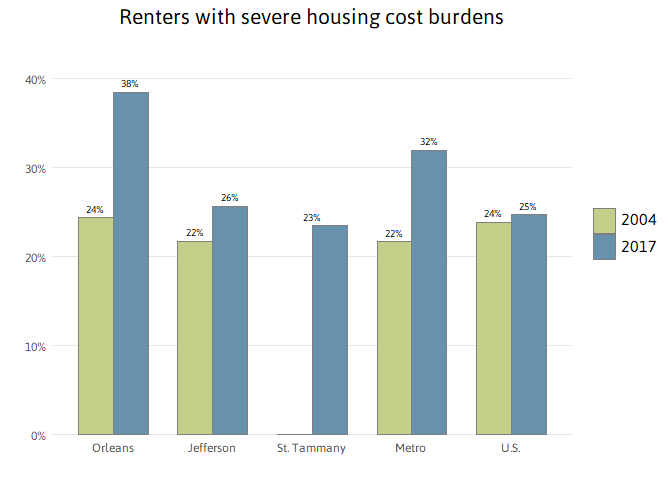 Renters with severe housing cost burdens
40%
30%
20%
10%
0%
24%
38%
22%
26%
23%
22%
32%
24%
25%
Orleans
Jefferson
St. Tammany
Metro
U.S.
2004
2017